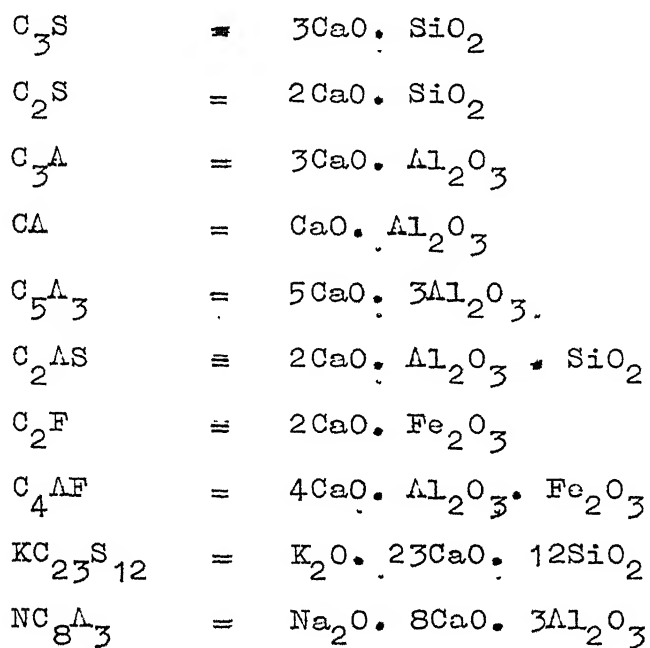 C₃S = 3CaO. SiO₂
C₂S = 2CaO. SiO₂
C₃A = 3CaO. Al₂O₃
CA = CaO. Al₂O₃
C₅A₃ = 5CaO. 3Al₂O₃.
C₂AS = 2CaO. Al₂O₃ . SiO₂
C₂F = 2CaO. Fe₂O₃
C₄AF = 4CaO. Al₂O₃. Fe₂O₃
KC₂₃S₁₂ = K₂O. 23CaO. 12SiO₂
NC₈A₃ = Na₂O. 8CaO. 3Al₂O₃